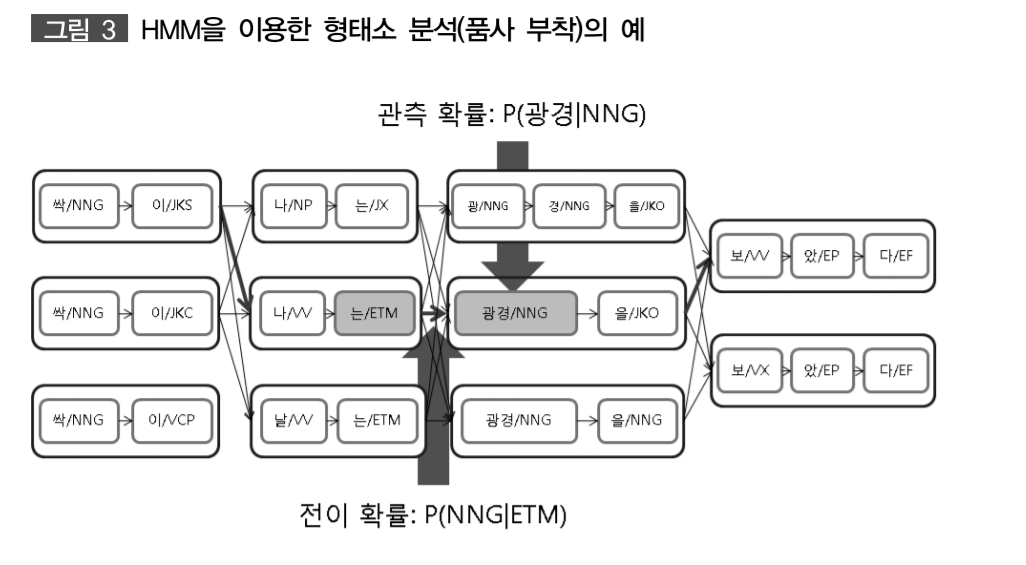 그림 3 HMM을 이용한 형태소 분석(품사 부착)의 예
관측 확률: P(광경|NNG)
싹/NNG 이/JKS 나/NP 는/JX 광/NNG 경/NNG 을/JKO
보/VV 았/EP 다/EF
싹/NNG 이/JKC 나/VV 는/ETM 광경/NNG 을/JKO
보/VX 았/EP 다/EF
싹/NNG 이/VCP 날/VV 는/ETM 광경/NNG 을/NNG
전이 확률: P(NNG|ETM)